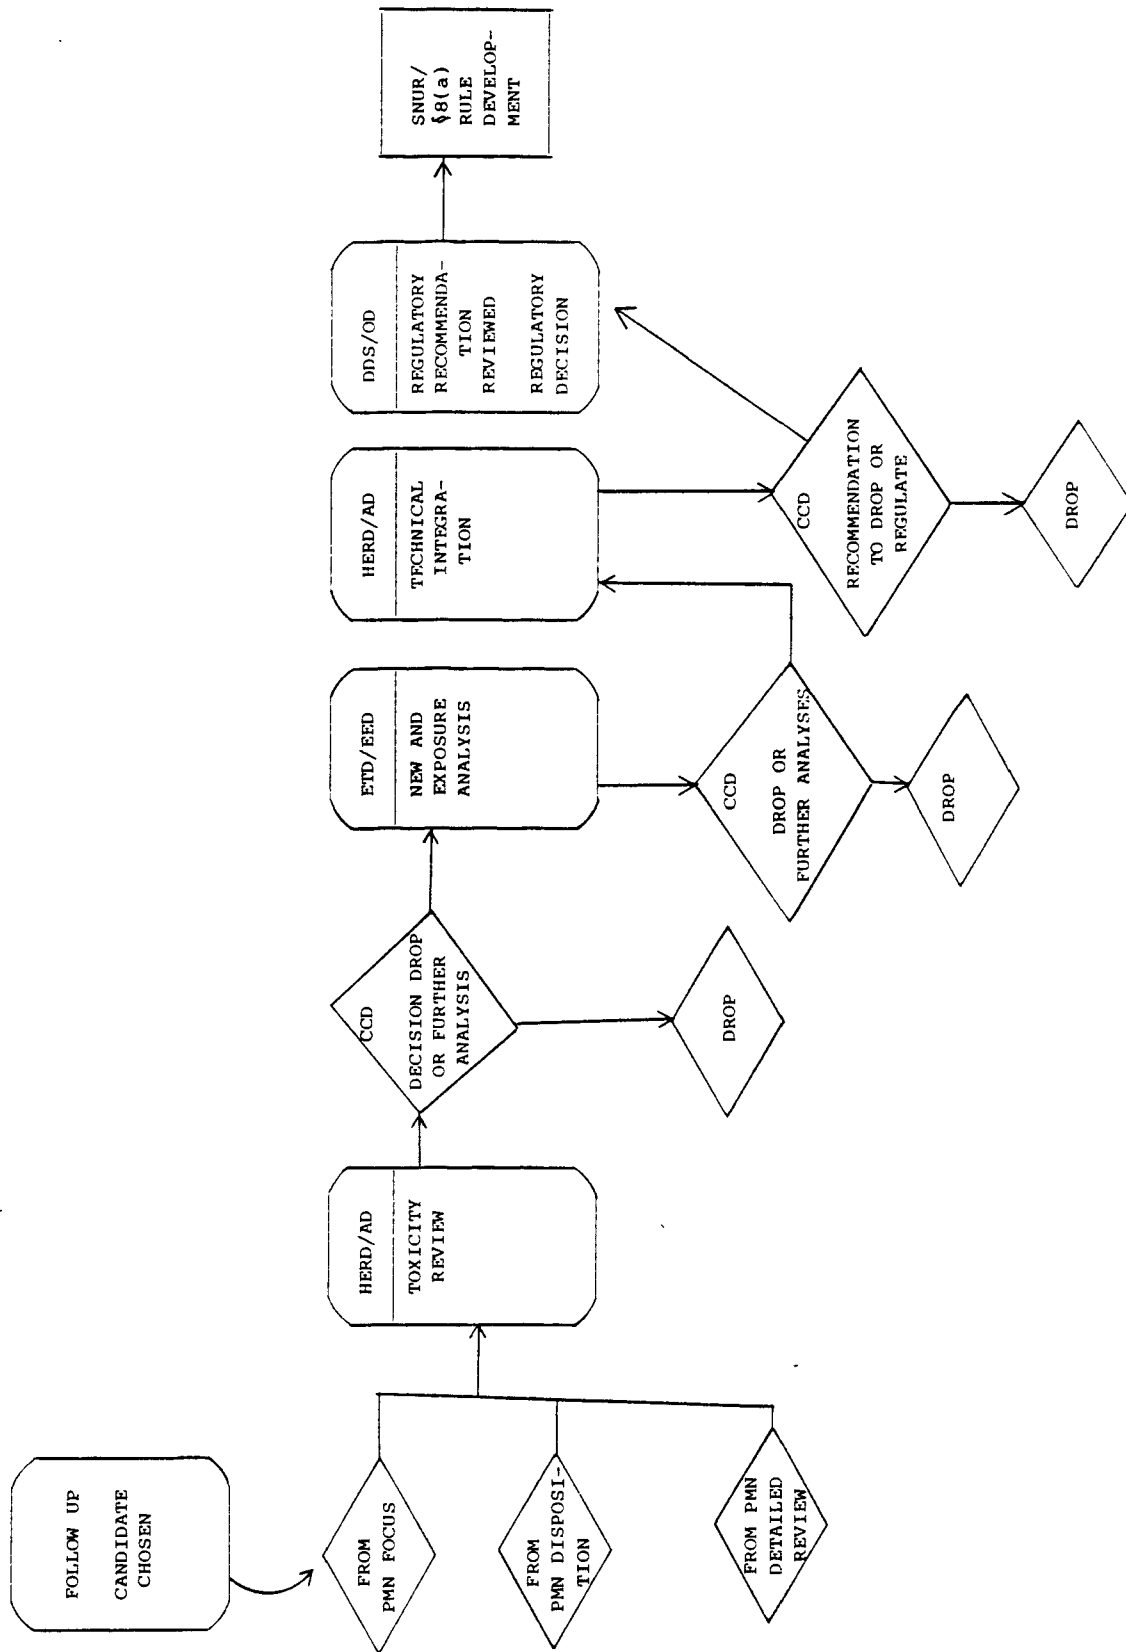 FOLLOW UP
CANDIDATE
CHOSEN
FROM
PMN FOCUS
FROM
PMN DISPOSI-
TION
FROM PMN
DETAILED
REVIEW
HERD/AD
TOXICITY
REVIEW
CCD
DECISION DROP
OR FURTHER
ANALYSIS
DROP
ETD/EED
NEW AND
EXPOSURE
ANALYSIS
CCD
DROP OR
FURTHER ANALYSES
DROP
HERD/AD
TECHNICAL
INTEGRA-
TION
CCD
RECOMMENDATION
TO DROP OR
REGULATE
DROP
DDS/OD
REGULATORY
RECOMMENDA-
TION
REVIEWED
REGULATORY
DECISION
SNUR/
§8(a)
RULE
DEVELOP-
MENT